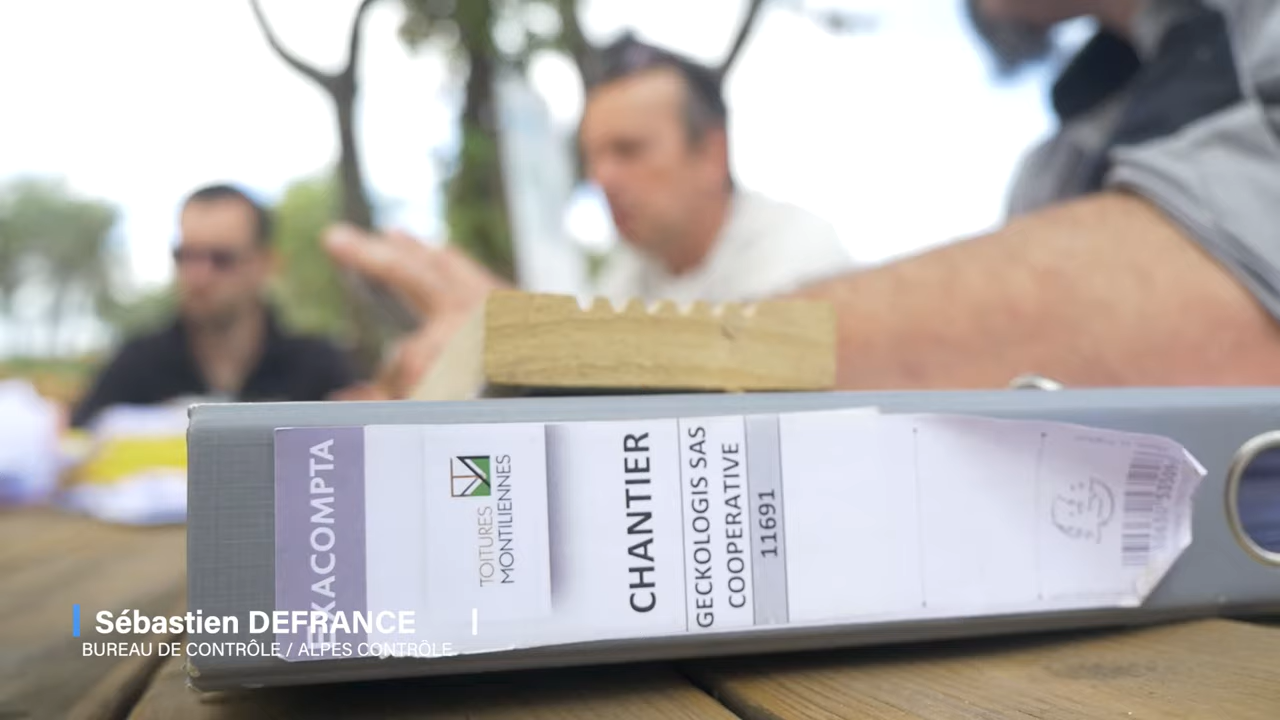 EXACOMPTA
TOITURES
MONTILIENNES
CHANTIER
GECKOLOGIS SAS
COOPERATIVE
11691
Sébastien DEFRANCE
BUREAU DE CONTRÔLE / ALPES CONTRÔLE